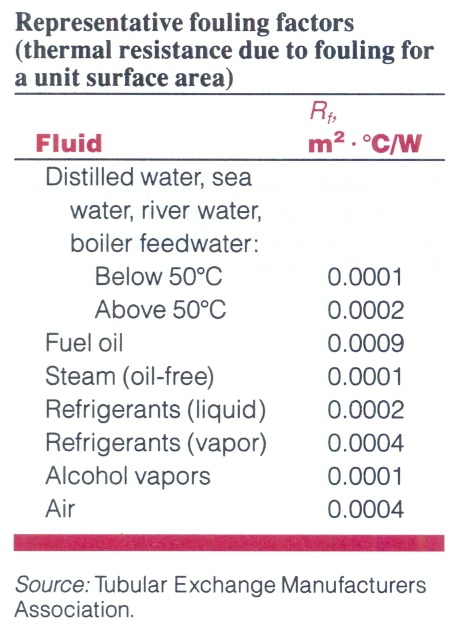 Representative fouling factors
(thermal resistance due to fouling for
a unit surface area)
R_f,
Fluid m² · °C/W
Distilled water, sea
water, river water,
boiler feedwater:
Below 50°C 0.0001
Above 50°C 0.0002
Fuel oil 0.0009
Steam (oil-free) 0.0001
Refrigerants (liquid) 0.0002
Refrigerants (vapor) 0.0004
Alcohol vapors 0.0001
Air 0.0004
Source: Tubular Exchange Manufacturers
Association.